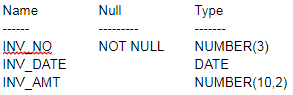 Name Null Type
------ --------- -------
INV_NO NOT NULL NUMBER(3)
INV_DATE DATE
INV_AMT NUMBER(10,2)